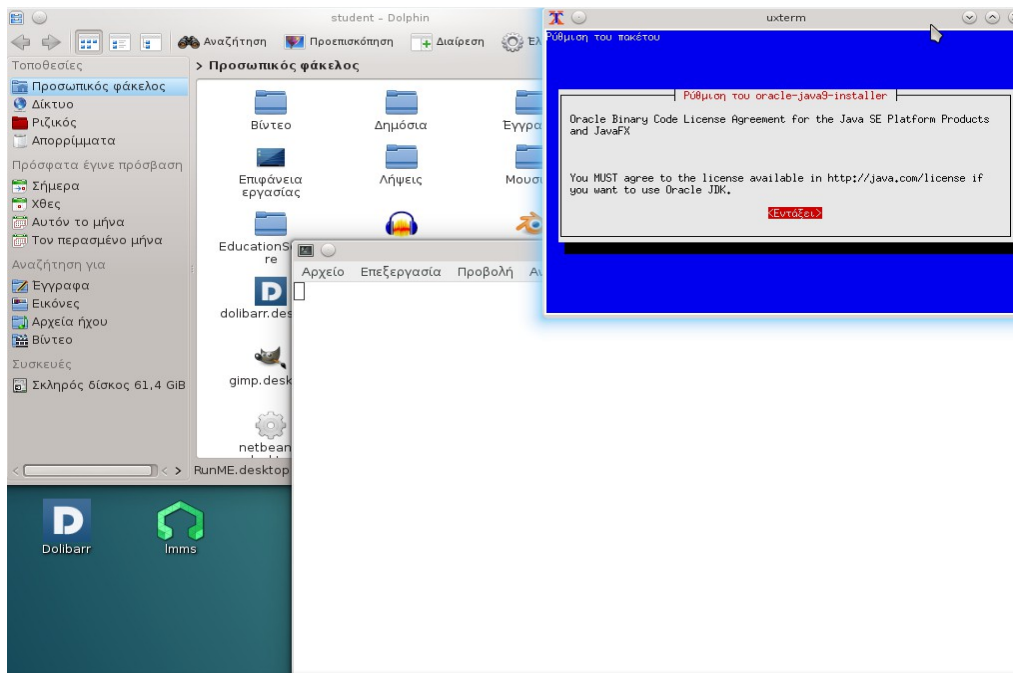 student - Dolphin
Αναζήτηση Προεπισκόπηση Διαίρεση
Τοποθεσίες
Προσωπικός φάκελος
Δίκτυο
Ριζικός
Απορρίμματα
Πρόσφατα έγινε πρόσβαση
Σήμερα
Χθες
Αυτόν το μήνα
Τον περασμένο μήνα
Αναζήτηση για
Έγγραφα
Εικόνες
Αρχεία ήχου
Βίντεο
Συσκευές
Σκληρός δίσκος 61,4 GiB
> Προσωπικός φάκελος
Βίντεο Δημόσια Έγγρα
Επιφάνεια
εργασίας
Λήψεις Μουσι
EducationS
re
dolibarr.des
gimp.desk
netbean
RunME.desktop
Dolibarr
lmms
Αρχείο Επεξεργασία Προβολή
uxterm
Ρύθμιση του πακέτου
Ρύθμιση του oracle-java9-installer
Oracle Binary Code License Agreement for the Java SE Platform Products
and JavaFX
You MUST agree to the license available in http://java.com/license if
you want to use Oracle JDK.
<Εντάξει>